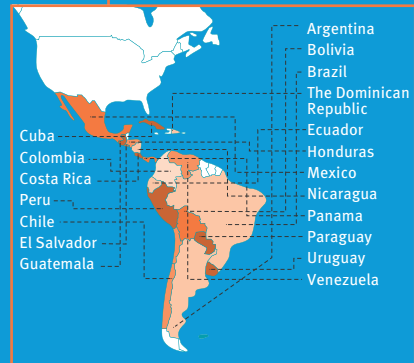 Argentina
Bolivia
Brazil
The Dominican
Republic
Ecuador
Honduras
Mexico
Nicaragua
Panama
Paraguay
Uruguay
Venezuela
Cuba
Colombia
Costa Rica
Peru
Chile
El Salvador
Guatemala